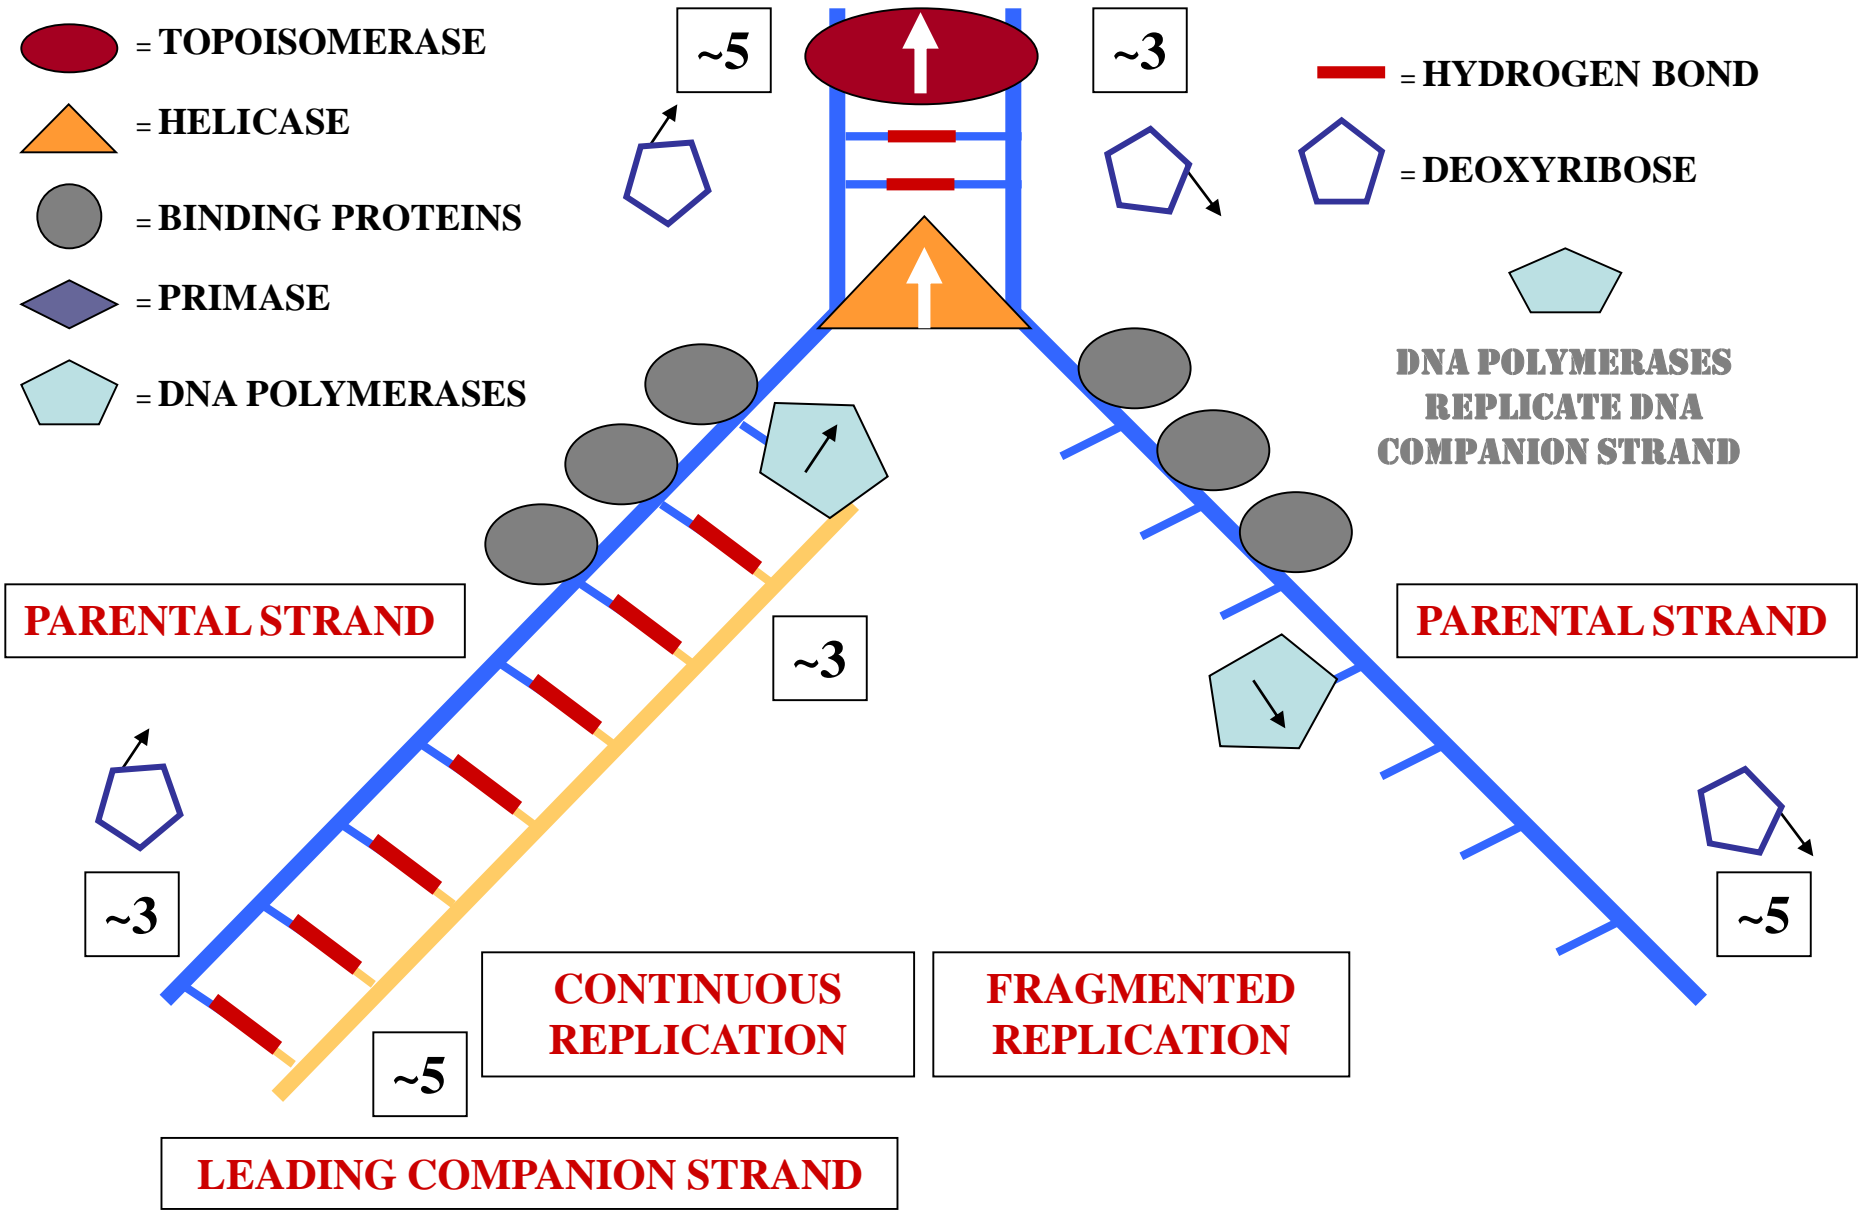 ~5
~3
= TOPOISOMERASE
= HELICASE
= BINDING PROTEINS
= PRIMASE
= DNA POLYMERASES
= HYDROGEN BOND
= DEOXYRIBOSE
DNA POLYMERASES
REPLICATE DNA
COMPANION STRAND
PARENTAL STRAND
PARENTAL STRAND
~3
~3
~5
CONTINUOUS
REPLICATION
FRAGMENTED
REPLICATION
~5
LEADING COMPANION STRAND